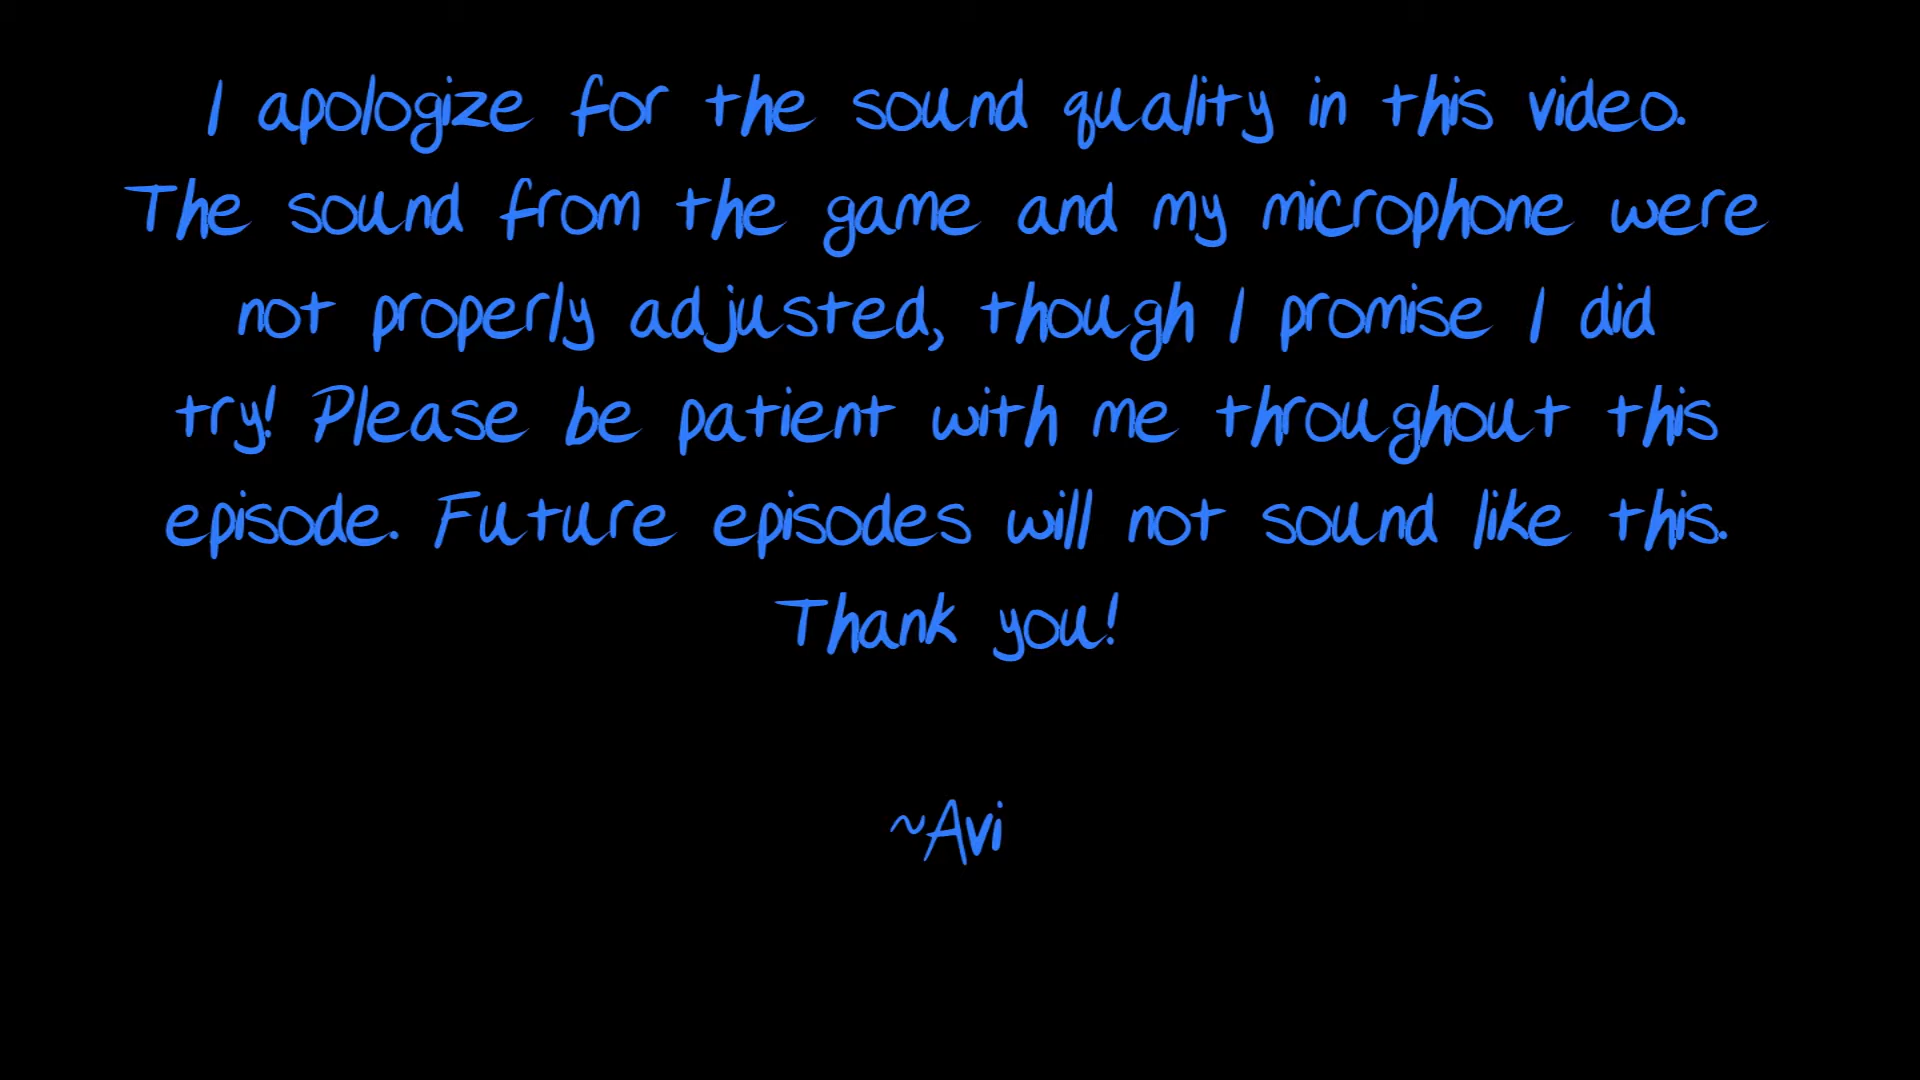 I apologize for the sound quality in this video.
The sound from the game and my microphone were
not properly adjusted, though I promise I did
try! Please be patient with me throughout this
episode. Future episodes will not sound like this.
Thank you!
~Avi